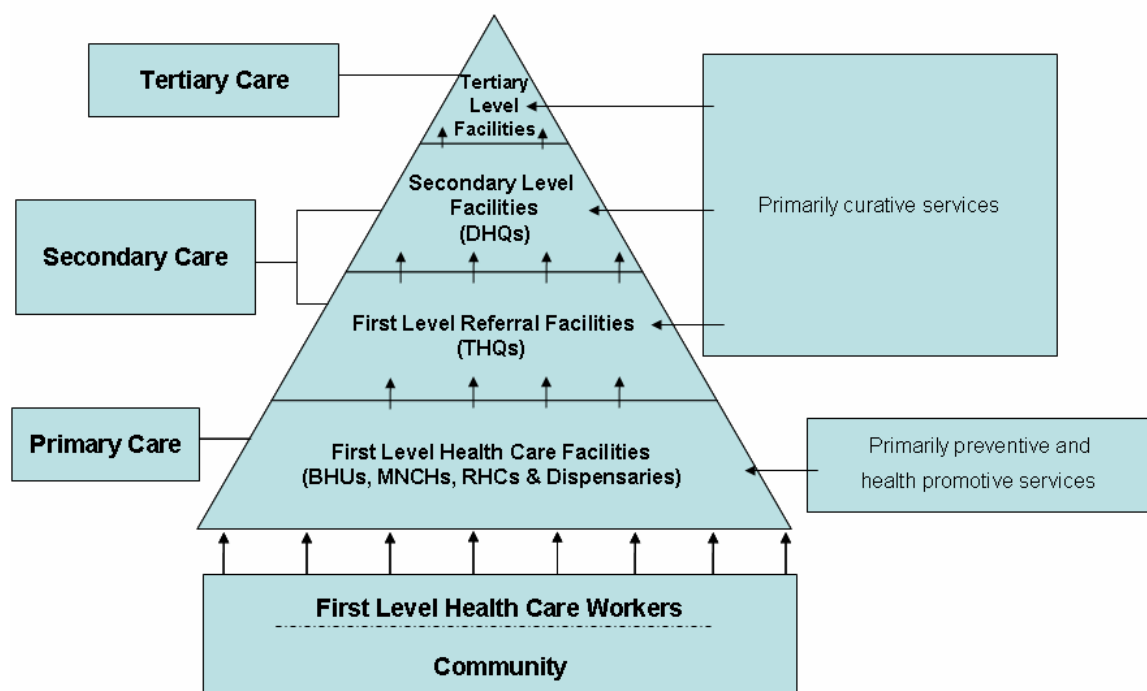 Tertiary Care
Tertiary
Level
Facilities
Secondary Level
Facilities
(DHQs)
Primarily curative services
Secondary Care
First Level Referral Facilities
(THQs)
Primary Care
First Level Health Care Facilities
(BHUs, MNCHs, RHCs & Dispensaries)
Primarily preventive and
health promotive services
First Level Health Care Workers
Community